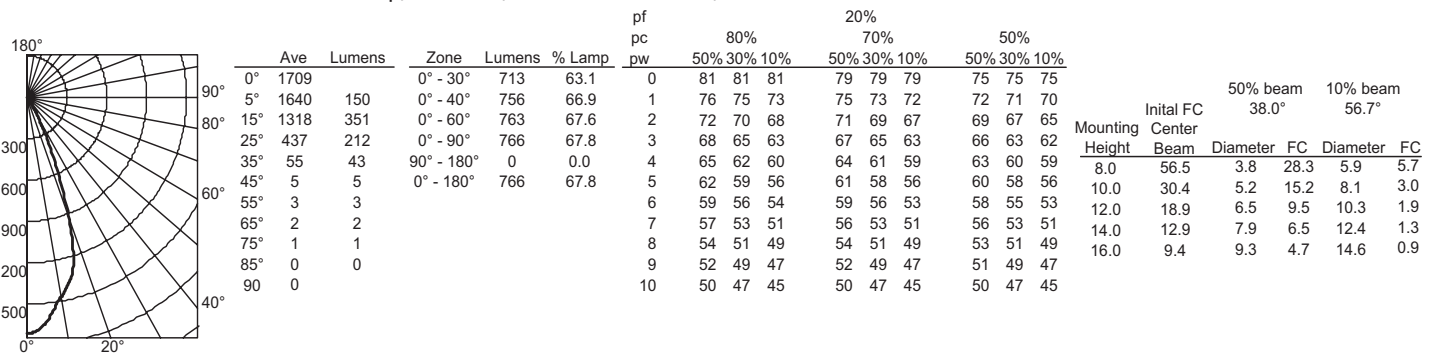 180°
90°
80°
300
600
60°
900
200
40°
500
0° 20°
Ave Lumens
0° 1709
5° 1640 150
15° 1318 351
25° 437 212
35° 55 43
45° 5 5
55° 3 3
65° 2 2
75° 1 1
85° 0 0
90 0
Zone Lumens % Lamp
0° - 30° 713 63.1
0° - 40° 756 66.9
0° - 60° 763 67.6
0° - 90° 766 67.8
90° - 180° 0 0.0
0° - 180° 766 67.8
pf 20%
pc 80% 70% 50%
pw 50% 30% 10% 50% 30% 10% 50% 30% 10%
0 81 81 81 79 79 79 75 75 75
1 76 75 73 75 73 72 72 71 70
2 72 70 68 71 69 67 69 67 65
3 68 65 63 67 65 63 66 63 62
4 65 62 60 64 61 59 63 60 59
5 62 59 56 61 58 56 60 58 56
6 59 56 54 59 56 53 58 55 53
7 57 53 51 56 53 51 56 53 51
8 54 51 49 54 51 49 53 51 49
9 52 49 47 52 49 47 51 49 47
10 50 47 45 50 47 45 50 47 45
50% beam 10% beam
Inital FC 38.0° 56.7°
Mounting Center
Height Beam Diameter FC Diameter FC
8.0 56.5 3.8 28.3 5.9 5.7
10.0 30.4 5.2 15.2 8.1 3.0
12.0 18.9 6.5 9.5 10.3 1.9
14.0 12.9 7.9 6.5 12.4 1.3
16.0 9.4 9.3 4.7 14.6 0.9